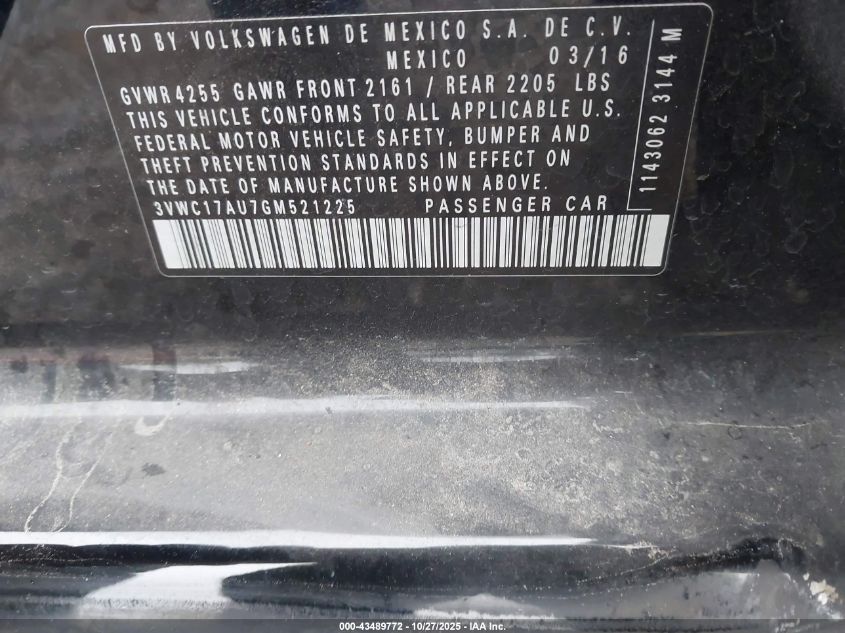 MFD BY VOLKSWAGEN DE MEXICO S.A. DE C.V.
MEXICO 03/16
GVWR 4255 GAWR FRONT 2161 / REAR 2205 LBS
THIS VEHICLE CONFORMS TO ALL APPLICABLE U.S.
FEDERAL MOTOR VEHICLE SAFETY, BUMPER AND
THEFT PREVENTION STANDARDS IN EFFECT ON
THE DATE OF MANUFACTURE SHOWN ABOVE.
3VWC17AU7GM521225 PASSENGER CAR
1143062 3144 M
000-43489772 - 10/27/2025 - IAA Inc.